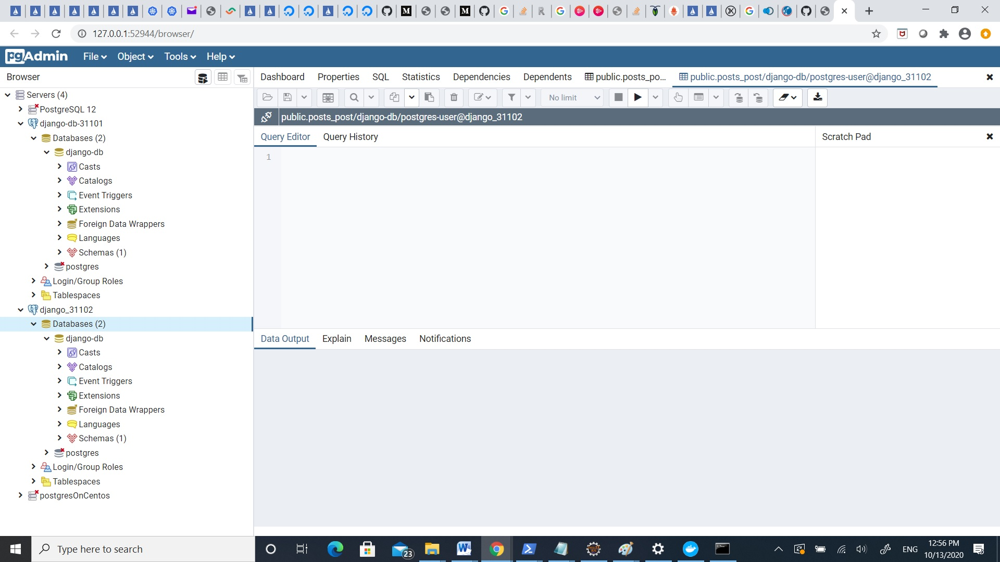 127.0.0.1:52944/browser/
pgAdmin File Object Tools Help
Browser
Dashboard Properties SQL Statistics Dependencies Dependents public.posts_po... public.posts_post/django-db/postgres-user@django_31102
No limit
public.posts_post/django-db/postgres-user@django_31102
Query Editor Query History
Scratch Pad
1
Data Output Explain Messages Notifications
Servers (4)
PostgreSQL 12
django-db-31101
Databases (2)
django-db
Casts
Catalogs
Event Triggers
Extensions
Foreign Data Wrappers
Languages
Schemas (1)
postgres
Login/Group Roles
Tablespaces
django_31102
Databases (2)
django-db
Casts
Catalogs
Event Triggers
Extensions
Foreign Data Wrappers
Languages
Schemas (1)
postgres
Login/Group Roles
Tablespaces
postgresOnCentos
Type here to search
23
ENG
12:56 PM
10/13/2020